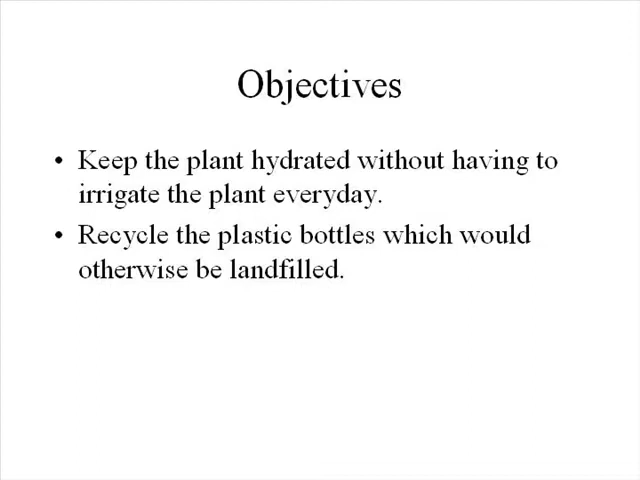 Objectives
• Keep the plant hydrated without having to
irrigate the plant everyday.
• Recycle the plastic bottles which would
otherwise be landfilled.